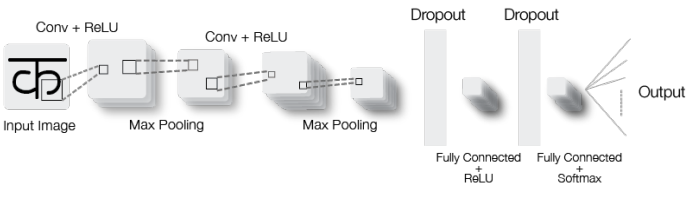 Conv + ReLU
Conv + ReLU
Dropout
Dropout
क
Input Image
Max Pooling
Max Pooling
Output
Fully Connected
+
ReLU
Fully Connected
+
Softmax